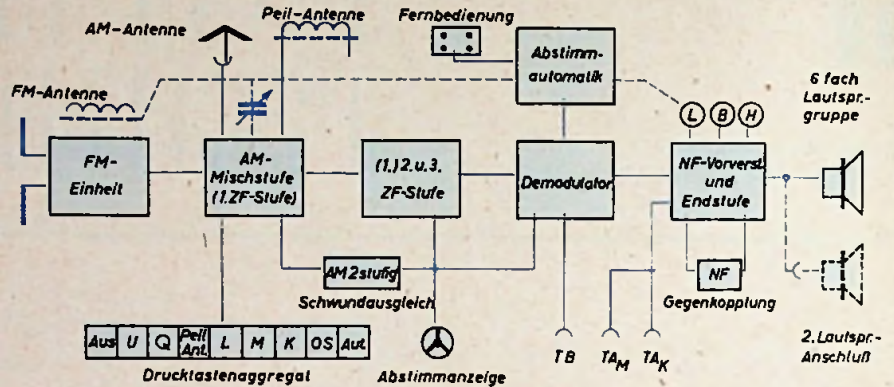 Peil-Antenne
Fernbedienung
AM-Antenne
Abstimm-
automatik
6 fach
Lautspr.-
gruppe
FM-Antenne
L B H
FM-
Einheit
AM-
Mischstufe
(1.ZF-Stufe)
(1.) 2. u. 3.
ZF-Stufe
Demodulator
NF-Vorverst.
und
Endstufe
AM 2stufig
Schwundausgleich
NF
Gegenkopplung
Aus U Q Peil Ant. L M K OS Aut.
Drucktastenaggregat
Abstimmanzeige
TB
TA_M
TA_K
2. Lautspr.-
Anschluß